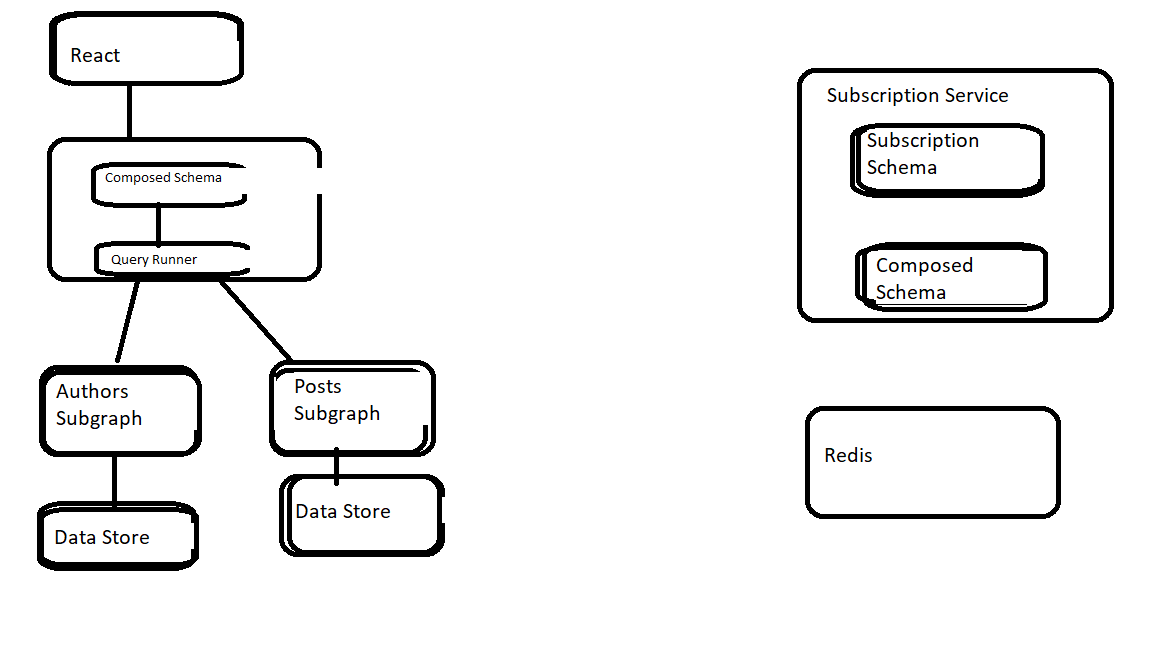 React
Composed Schema
Query Runner
Authors
Subgraph
Posts
Subgraph
Data Store
Data Store
Subscription Service
Subscription
Schema
Composed
Schema
Redis